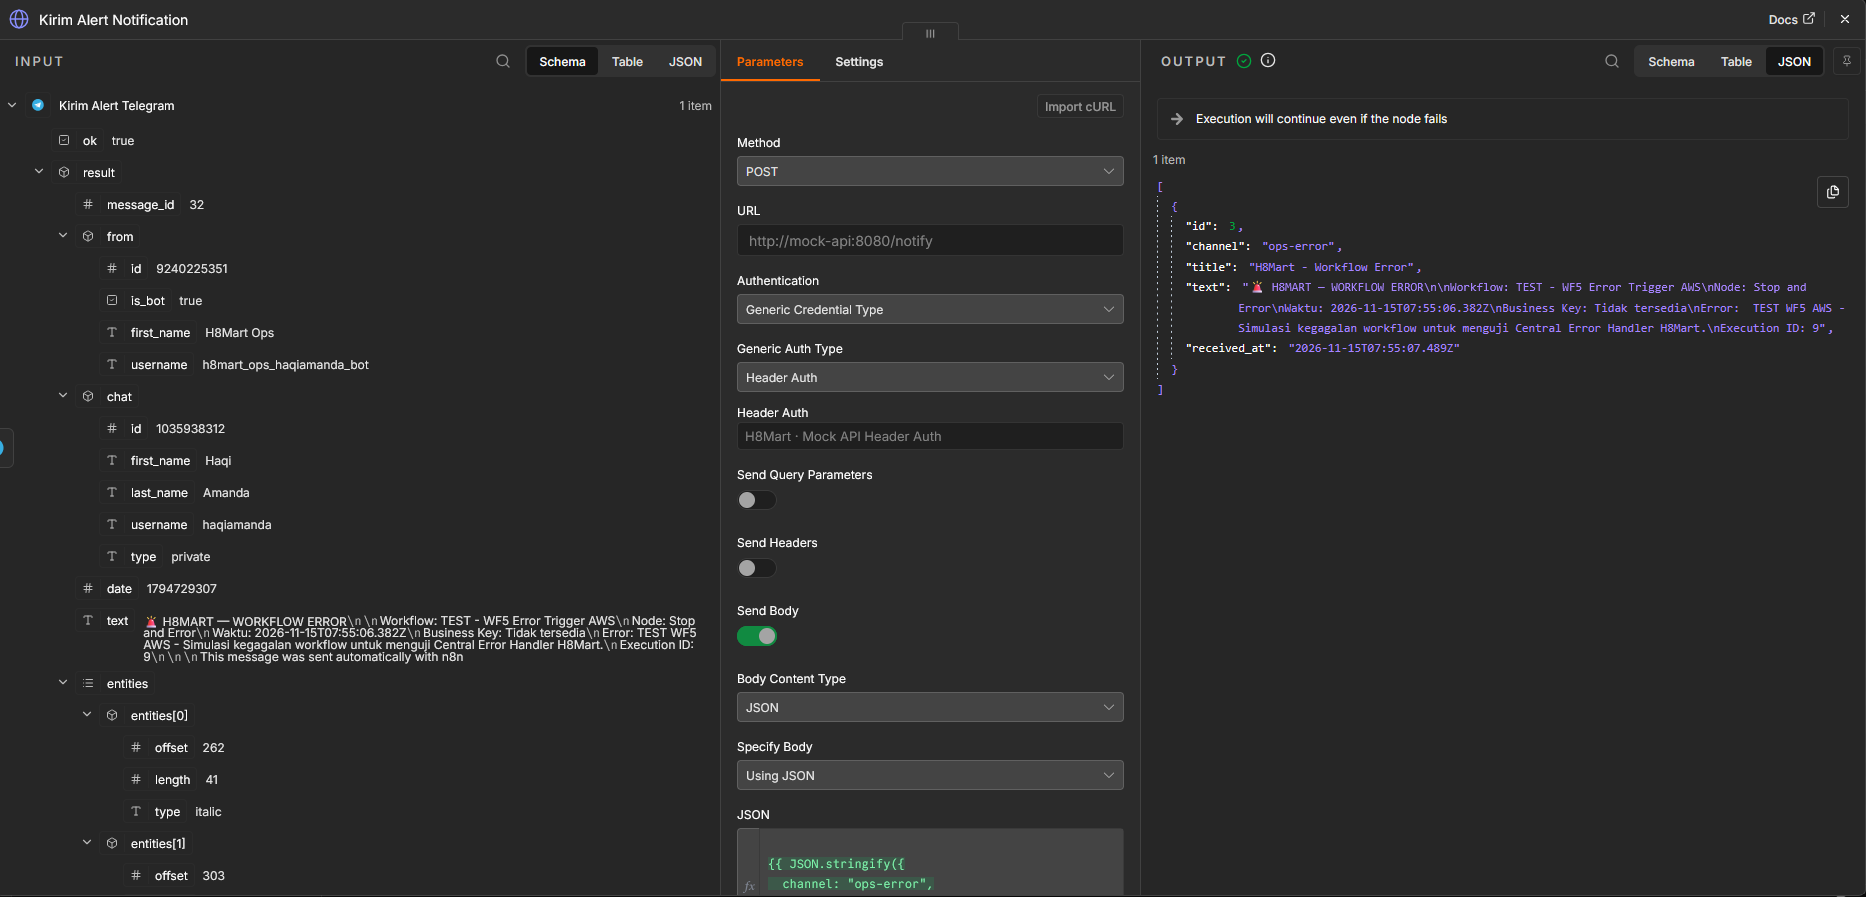 Kirim Alert Notification
Docs
INPUT
Schema
Table
JSON
Kirim Alert Telegram
1 item
ok true
result
message_id 32
from
id 9240225351
is_bot true
first_name H8Mart Ops
username h8mart_ops_haqiamanda_bot
chat
id 1035938312
first_name Haqi
last_name Amanda
username haqiamanda
type private
date 1794729307
text 🚨 H8MART — WORKFLOW ERROR\n \n Workflow: TEST - WF5 Error Trigger AWS\n Node: Stop
and Error\n Waktu: 2026-11-15T07:55:06.382Z\n Business Key: Tidak tersedia\n Error: TEST WF5
AWS - Simulasi kegagalan workflow untuk menguji Central Error Handler H8Mart.\n Execution ID:
9\n \n \n This message was sent automatically with n8n
entities
entities[0]
offset 262
length 41
type italic
entities[1]
offset 303
Parameters
Settings
Import cURL
Method
POST
URL
http://mock-api:8080/notify
Authentication
Generic Credential Type
Generic Auth Type
Header Auth
Header Auth
H8Mart · Mock API Header Auth
Send Query Parameters
Send Headers
Send Body
Body Content Type
JSON
Specify Body
Using JSON
JSON
fx
{{ JSON.stringify({
channel: "ops-error",
OUTPUT
Schema
Table
JSON
Execution will continue even if the node fails
1 item
[
{
"id": 3,
"channel": "ops-error",
"title": "H8Mart - Workflow Error",
"text": "🚨 H8MART — WORKFLOW ERROR\n\nWorkflow: TEST - WF5 Error Trigger AWS\nNode: Stop and
Error\nWaktu: 2026-11-15T07:55:06.382Z\nBusiness Key: Tidak tersedia\nError:  TEST WF5 AWS -
Simulasi kegagalan workflow untuk menguji Central Error Handler H8Mart.\nExecution ID: 9",
"received_at": "2026-11-15T07:55:07.489Z"
}
]